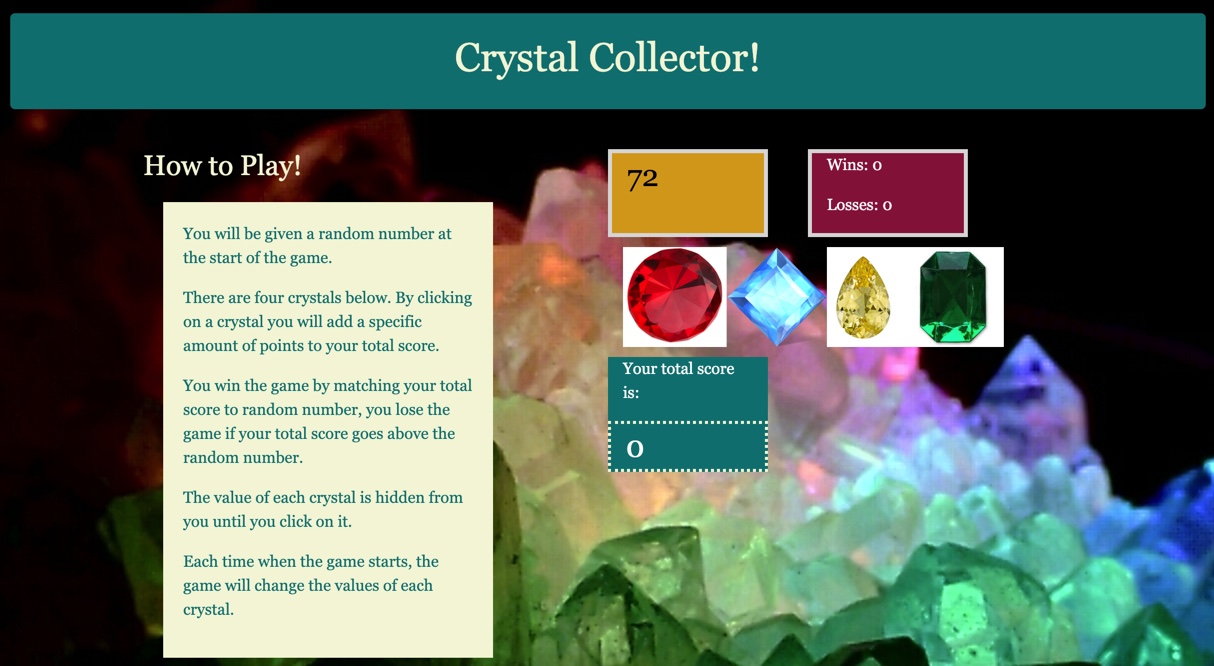 Crystal Collector!
How to Play!
You will be given a random number at
the start of the game.
There are four crystals below. By clicking
on a crystal you will add a specific
amount of points to your total score.
You win the game by matching your total
score to random number, you lose the
game if your total score goes above the
random number.
The value of each crystal is hidden from
you until you click on it.
Each time when the game starts, the
game will change the values of each
crystal.
72
Wins: 0
Losses: 0
Your total score
is:
0